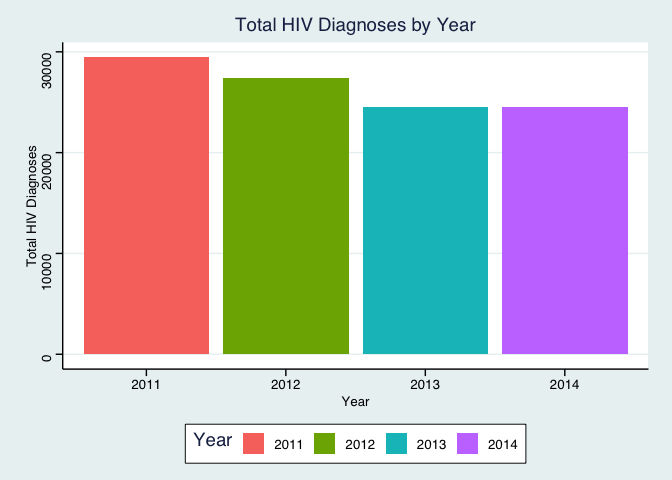 Total HIV Diagnoses by Year
Total HIV Diagnoses
30000
20000
10000
0
2011 2012 2013 2014
Year
Year 2011 2012 2013 2014